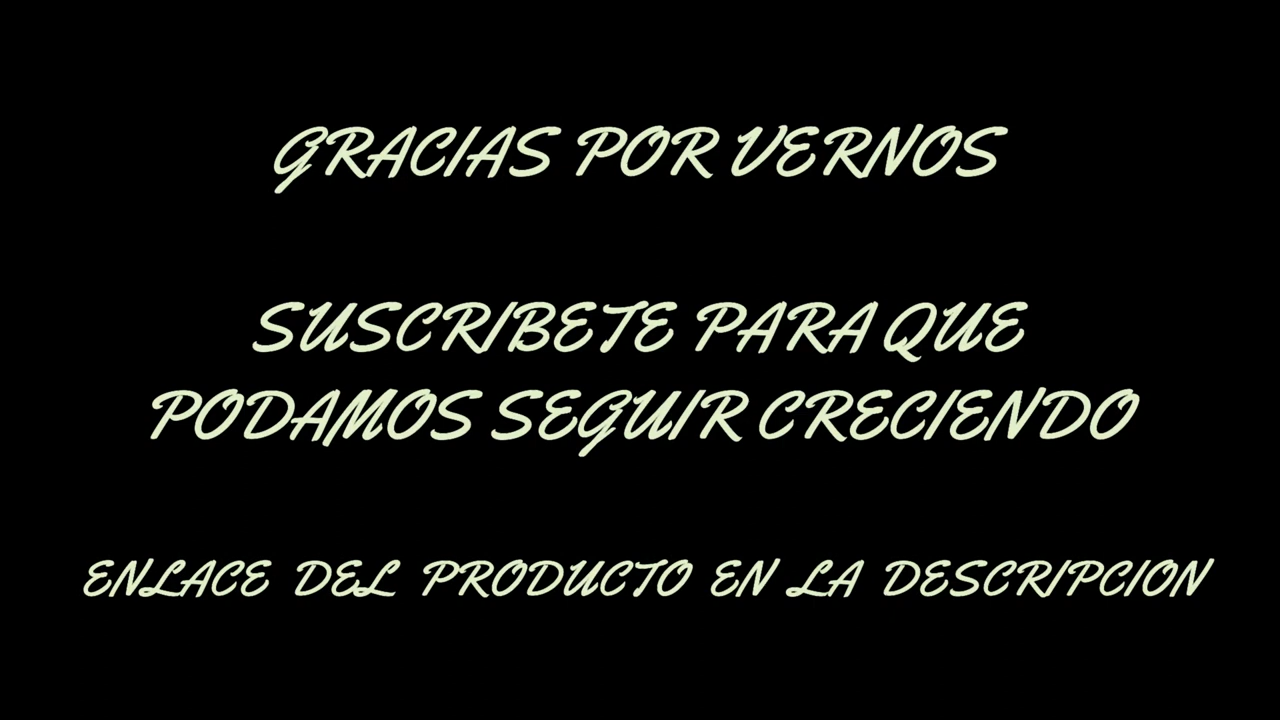 GRACIAS POR VERNOS
SUSCRIBETE PARA QUE
PODAMOS SEGUIR CRECIENDO
ENLACE DEL PRODUCTO EN LA DESCRIPCION